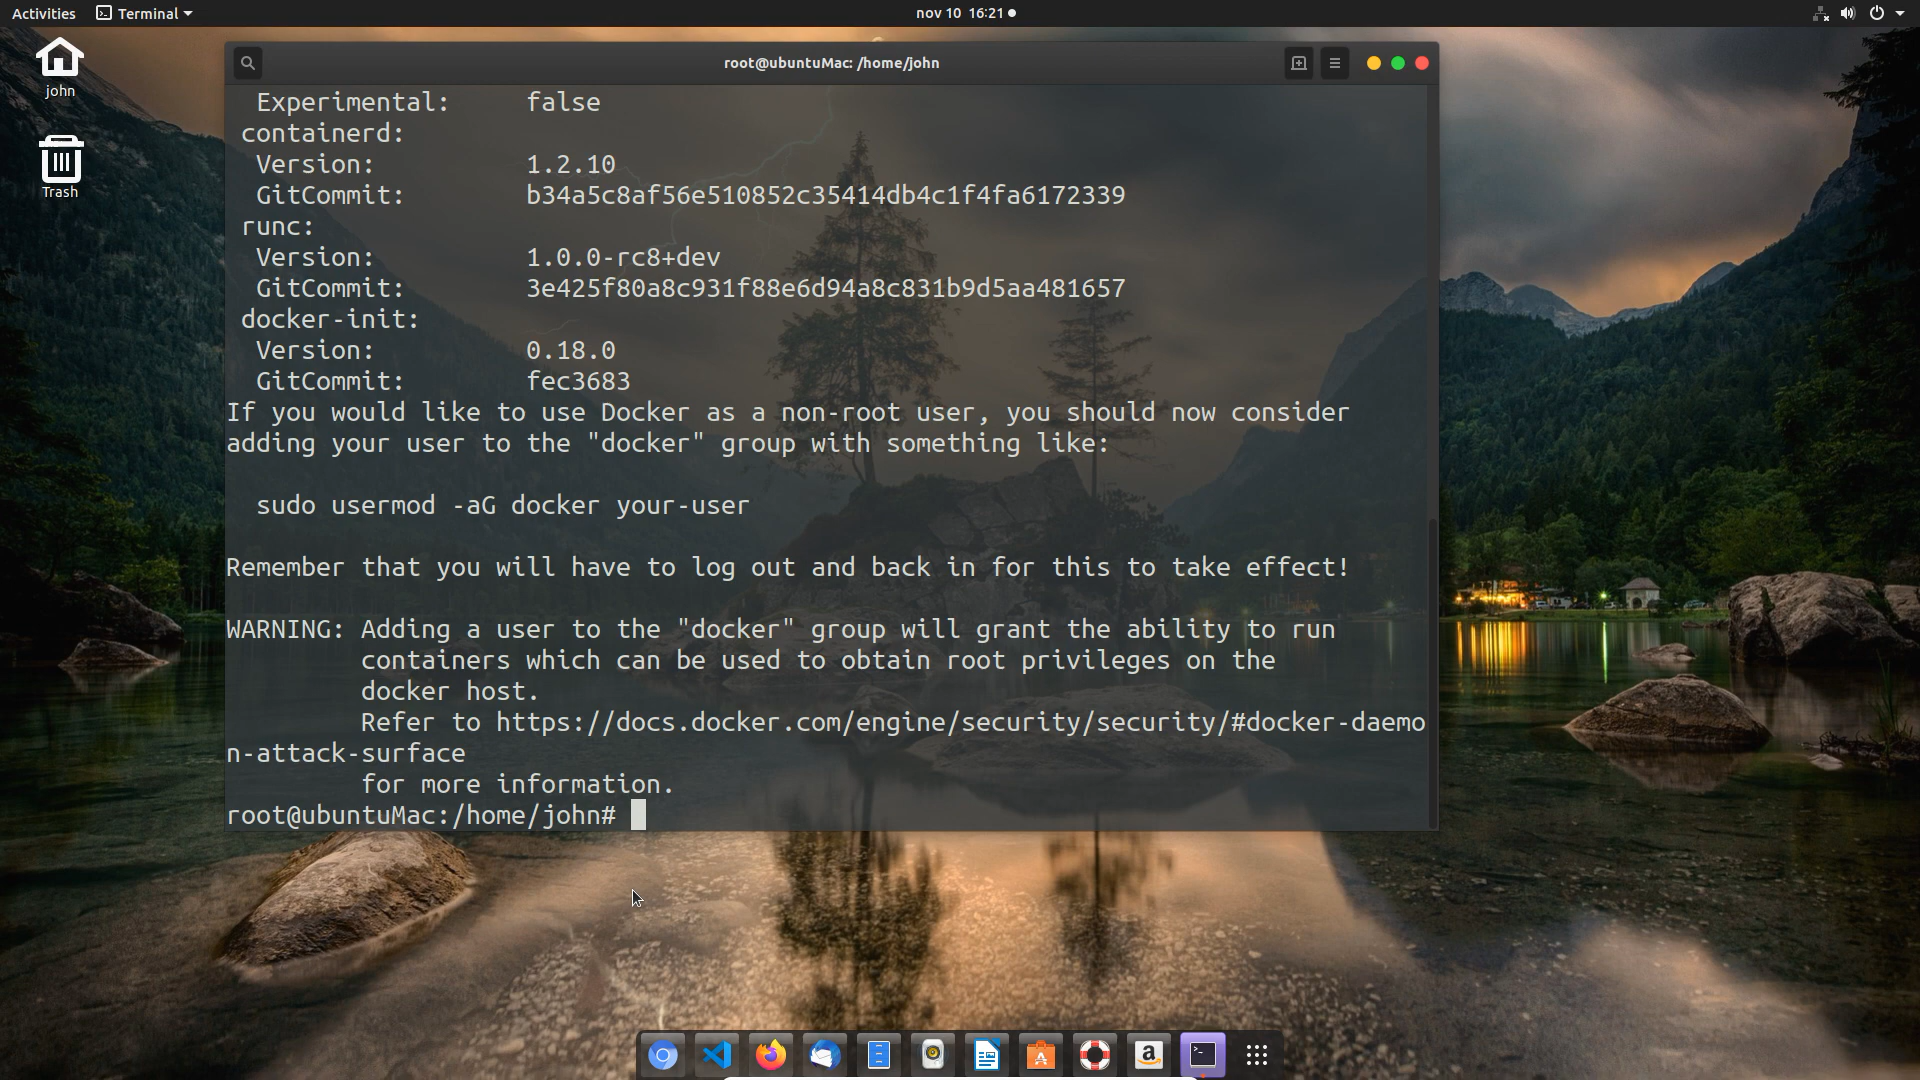 Activities
Terminal
nov 10 16:21
john
Trash
root@ubuntuMac: /home/john
Experimental: false
containerd:
Version: 1.2.10
GitCommit: b34a5c8af56e510852c35414db4c1f4fa6172339
runc:
Version: 1.0.0-rc8+dev
GitCommit: 3e425f80a8c931f88e6d94a8c831b9d5aa481657
docker-init:
Version: 0.18.0
GitCommit: fec3683
If you would like to use Docker as a non-root user, you should now consider
adding your user to the "docker" group with something like:
sudo usermod -aG docker your-user
Remember that you will have to log out and back in for this to take effect!
WARNING: Adding a user to the "docker" group will grant the ability to run
containers which can be used to obtain root privileges on the
docker host.
Refer to https://docs.docker.com/engine/security/security/#docker-daemo
n-attack-surface
for more information.
root@ubuntuMac:/home/john#